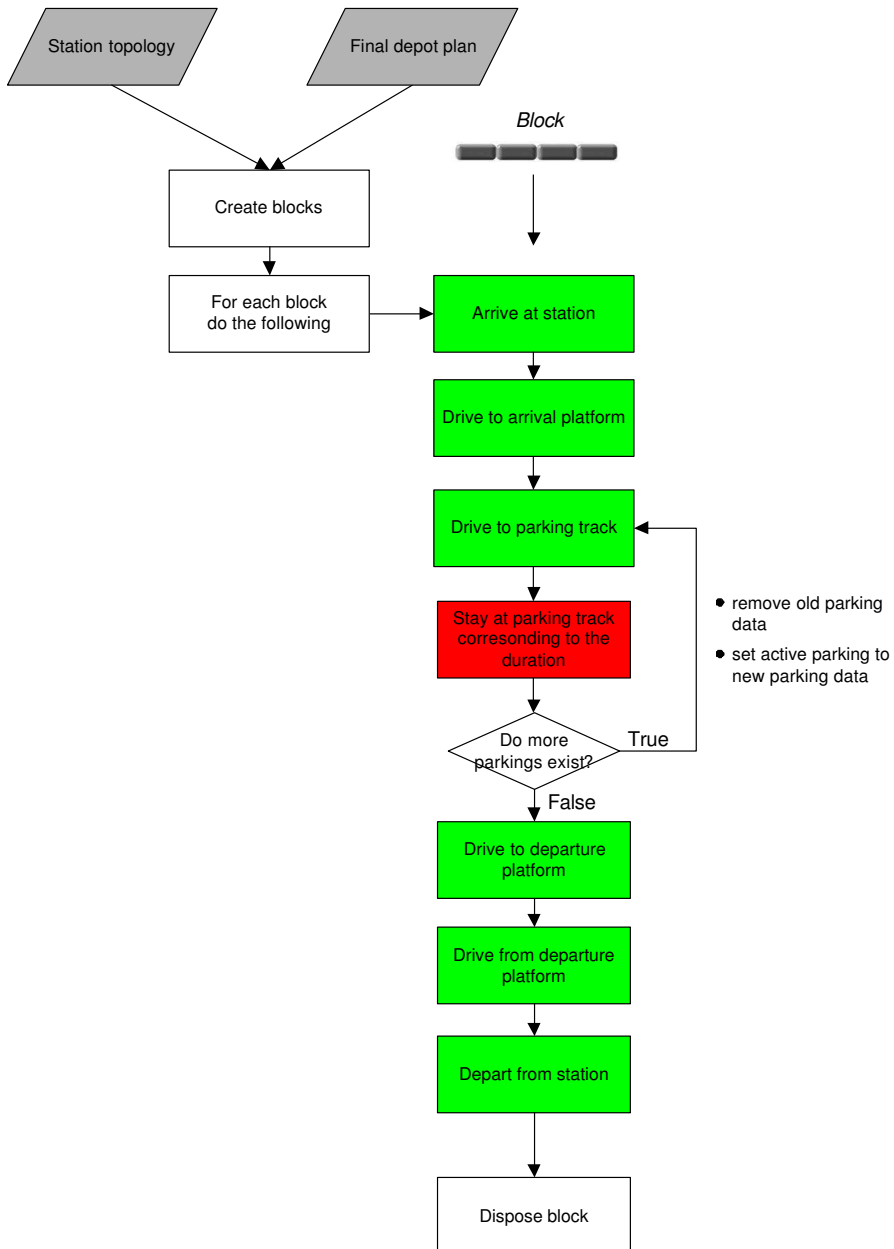 Station topology
Final depot plan
Block
Create blocks
For each block
do the following
Arrive at station
Drive to arrival platform
Drive to parking track
Stay at parking track
corresonding to the
duration
• remove old parking
data
• set active parking to
new parking data
Do more
parkings exist?
True
False
Drive to departure
platform
Drive from departure
platform
Depart from station
Dispose block